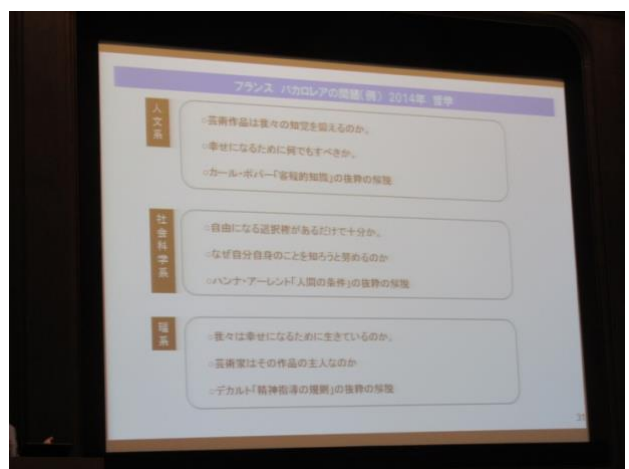 フランス バカロレアの問題(例) 2014年 哲学
人文系
○芸術作品は我々の知覚を鍛えるのか。
○幸せになるために何でもすべきか。
○カール・ポパー「客観的知識」の抜粋の解説
社会科学系
○自由になる選択権があるだけで十分か。
○なぜ自分自身のことを知ろうと努めるのか
○ハンナ・アーレント「人間の条件」の抜粋の解説
理系
○我々は幸せになるために生きているのか。
○芸術家はその作品の主人なのか
○デカルト「精神指導の規則」の抜粋の解説